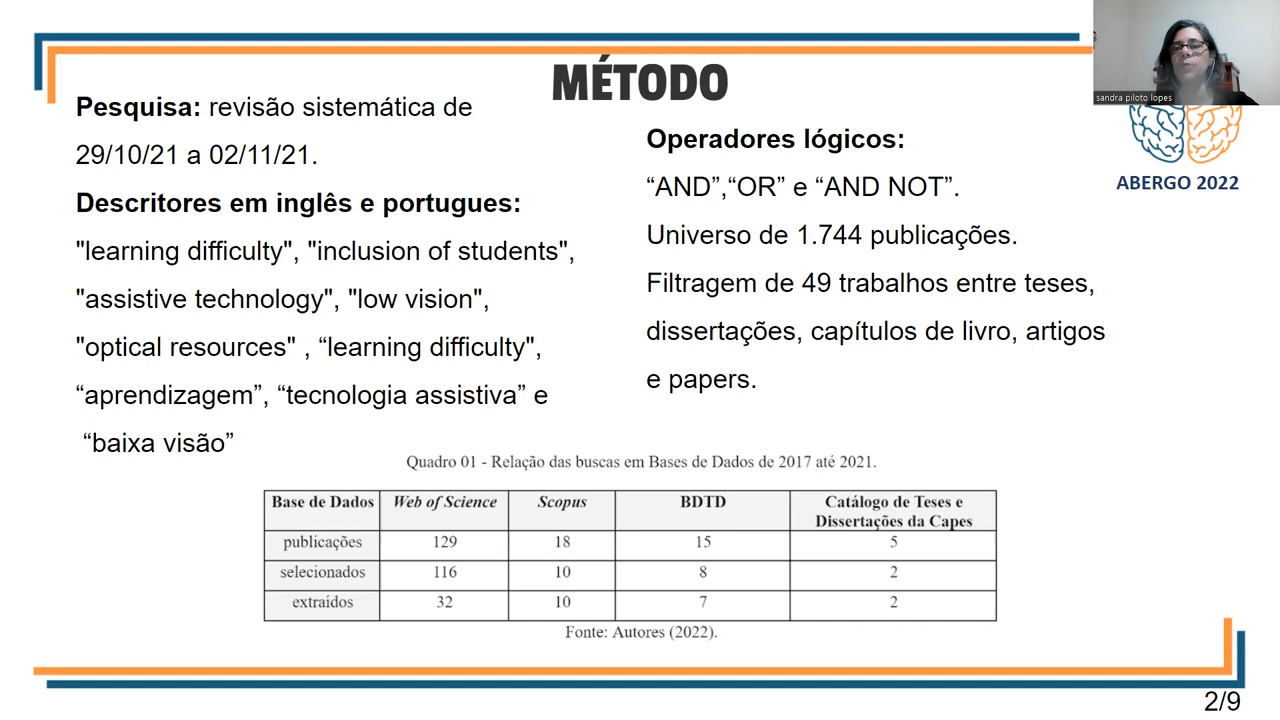 MÉTODO
sandra piloto lopes
ABERGO 2022
Pesquisa: revisão sistemática de
29/10/21 a 02/11/21.
Descritores em inglês e portugues:
"learning difficulty", "inclusion of students",
"assistive technology", "low vision",
"optical resources" , “learning difficulty",
“aprendizagem”, “tecnologia assistiva” e
“baixa visão”
Operadores lógicos:
“AND”,“OR” e “AND NOT”.
Universo de 1.744 publicações.
Filtragem de 49 trabalhos entre teses,
dissertações, capítulos de livro, artigos
e papers.
Quadro 01 - Relação das buscas em Bases de Dados de 2017 até 2021.
Base de Dados Web of Science Scopus BDTD Catálogo de Teses e
Dissertações da Capes
publicações 129 18 15 5
selecionados 116 10 8 2
extraídos 32 10 7 2
Fonte: Autores (2022).
2/9